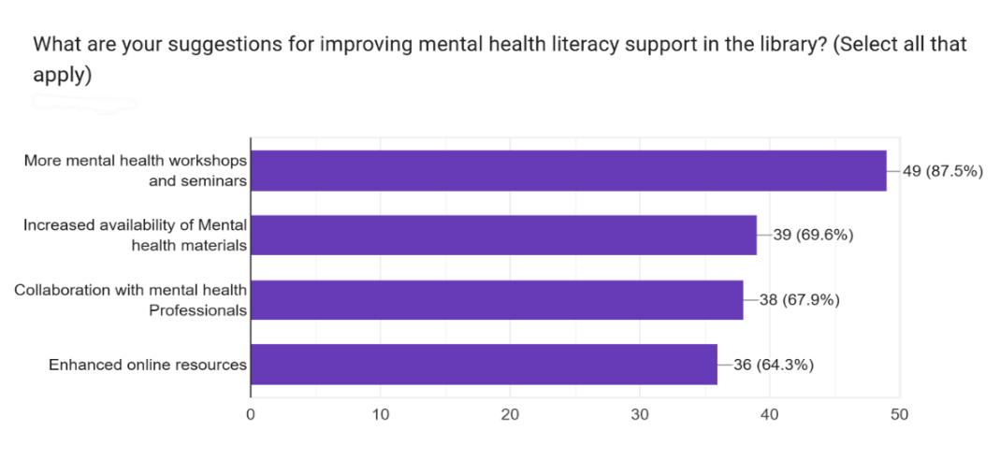 What are your suggestions for improving mental health literacy support in the library? (Select all that
apply)
More mental health workshops
and seminars
49 (87.5%)
Increased availability of Mental
health materials
39 (69.6%)
Collaboration with mental health
Professionals
38 (67.9%)
Enhanced online resources
36 (64.3%)
0 10 20 30 40 50